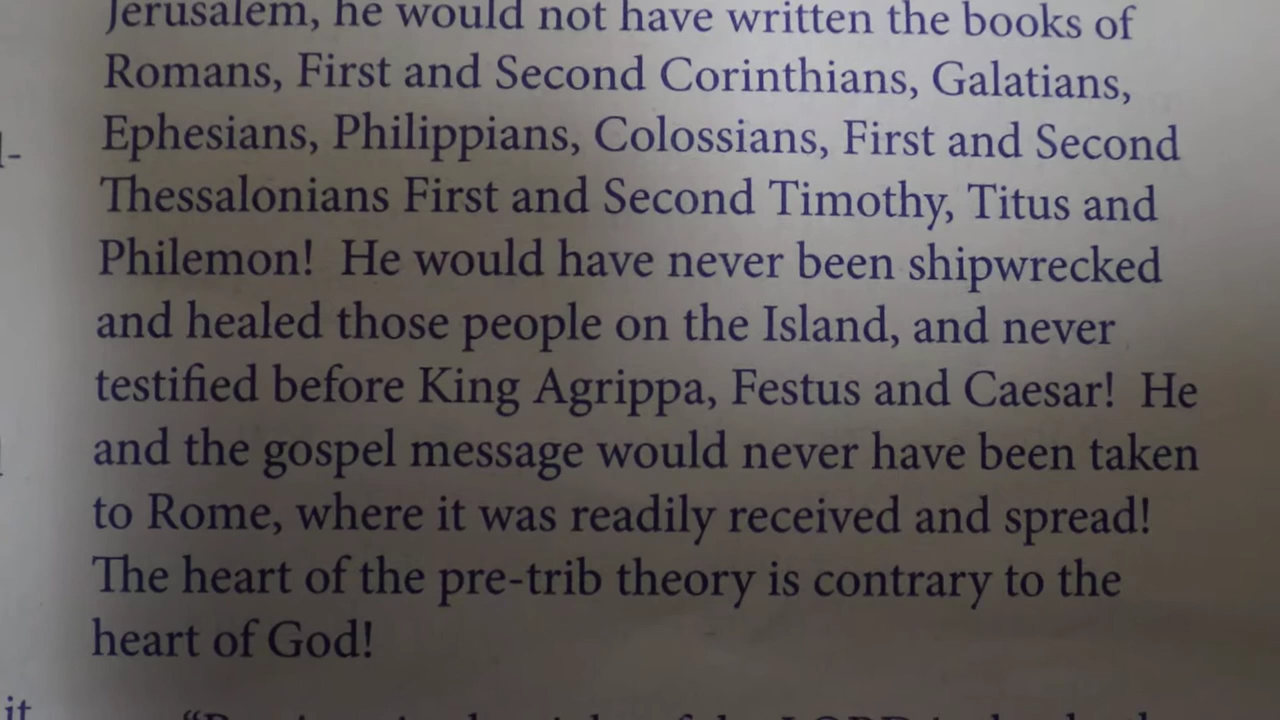 Jerusalem, he would not have written the books of
Romans, First and Second Corinthians, Galatians,
Ephesians, Philippians, Colossians, First and Second
Thessalonians First and Second Timothy, Titus and
Philemon!  He would have never been shipwrecked
and healed those people on the Island, and never
testified before King Agrippa, Festus and Caesar!  He
and the gospel message would never have been taken
to Rome, where it was readily received and spread!
The heart of the pre-trib theory is contrary to the
heart of God!
it